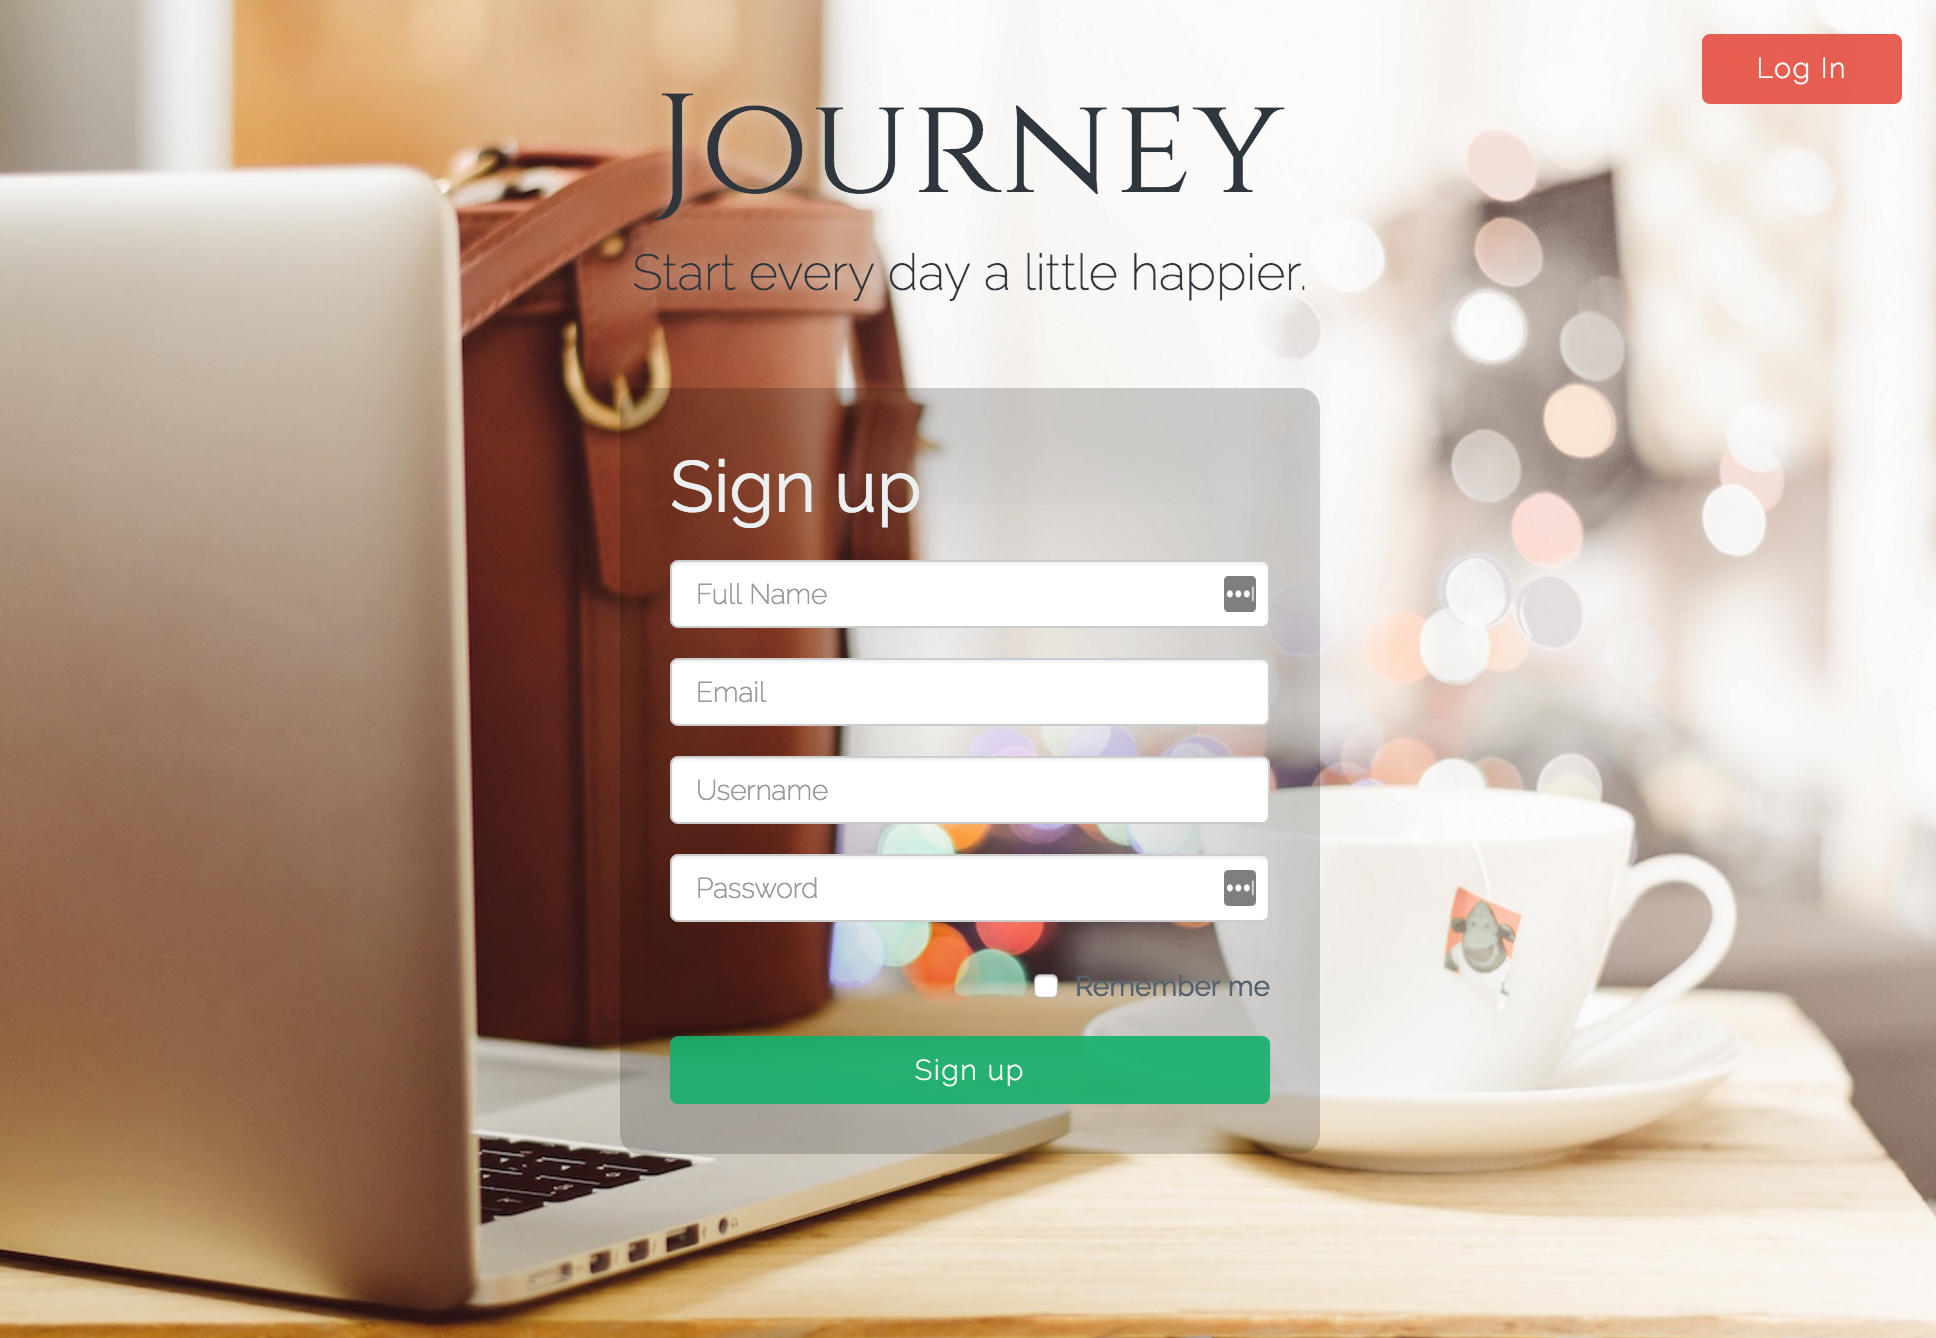 Log In
JOURNEY
Start every day a little happier.
Sign up
Full Name
Email
Username
Password
Remember me
Sign up